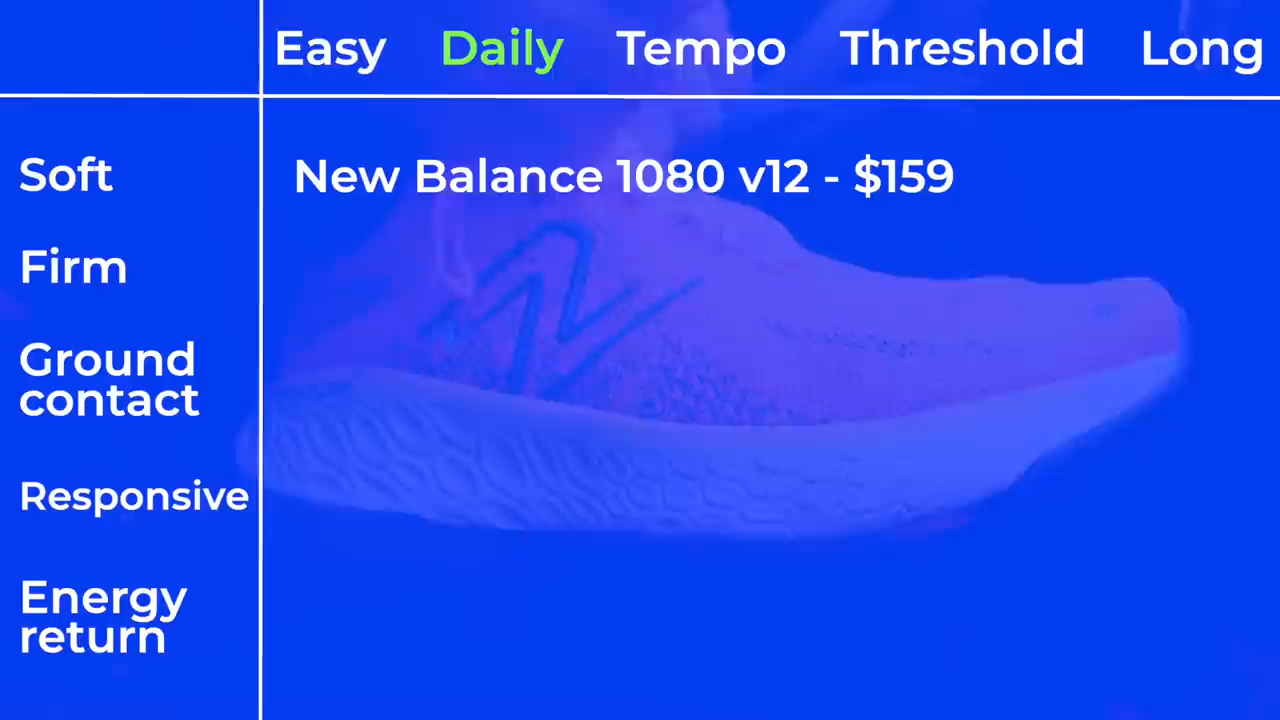 Easy Daily Tempo Threshold Long
Soft New Balance 1080 v12 - $159
Firm
Ground
contact
Responsive
Energy
return